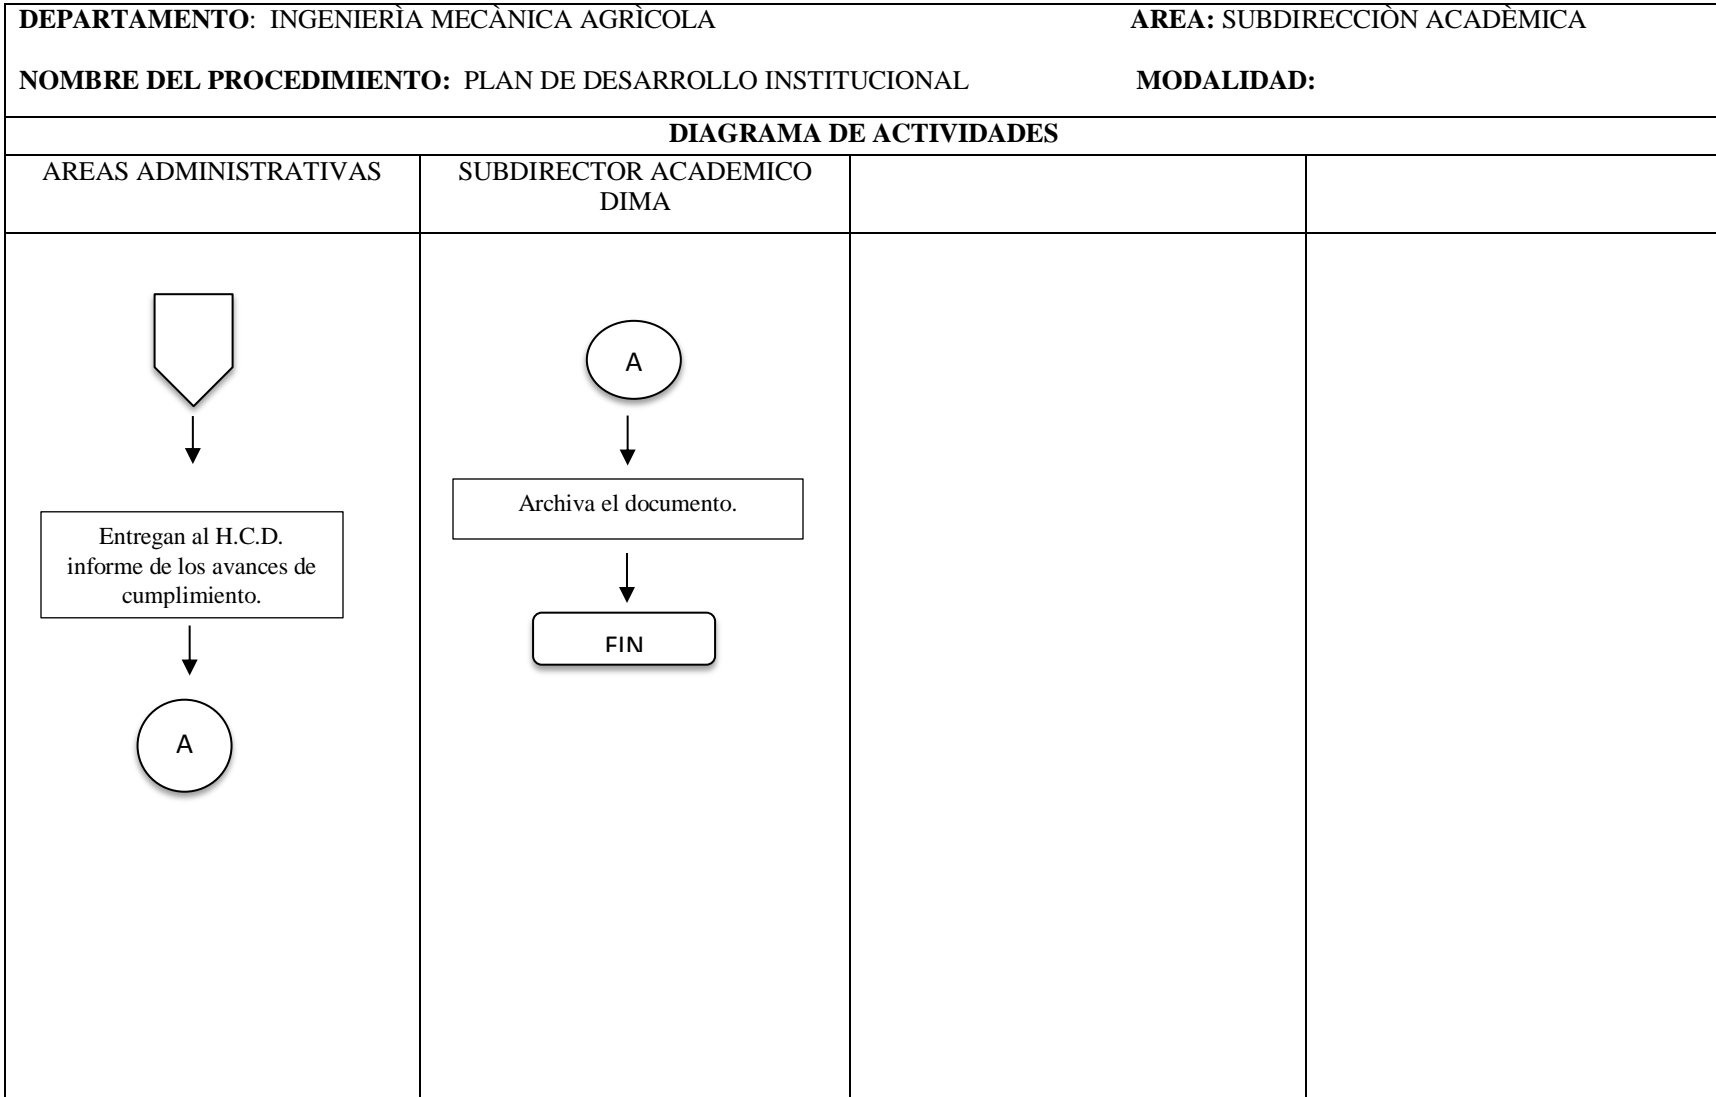 DEPARTAMENTO: INGENIERÌA MECÀNICA AGRÌCOLA AREA: SUBDIRECCIÒN ACADÈMICA
NOMBRE DEL PROCEDIMIENTO: PLAN DE DESARROLLO INSTITUCIONAL MODALIDAD:
DIAGRAMA DE ACTIVIDADES
AREAS ADMINISTRATIVAS
SUBDIRECTOR ACADEMICO
DIMA
Entregan al H.C.D.
informe de los avances de
cumplimiento.
A
A
Archiva el documento.
FIN